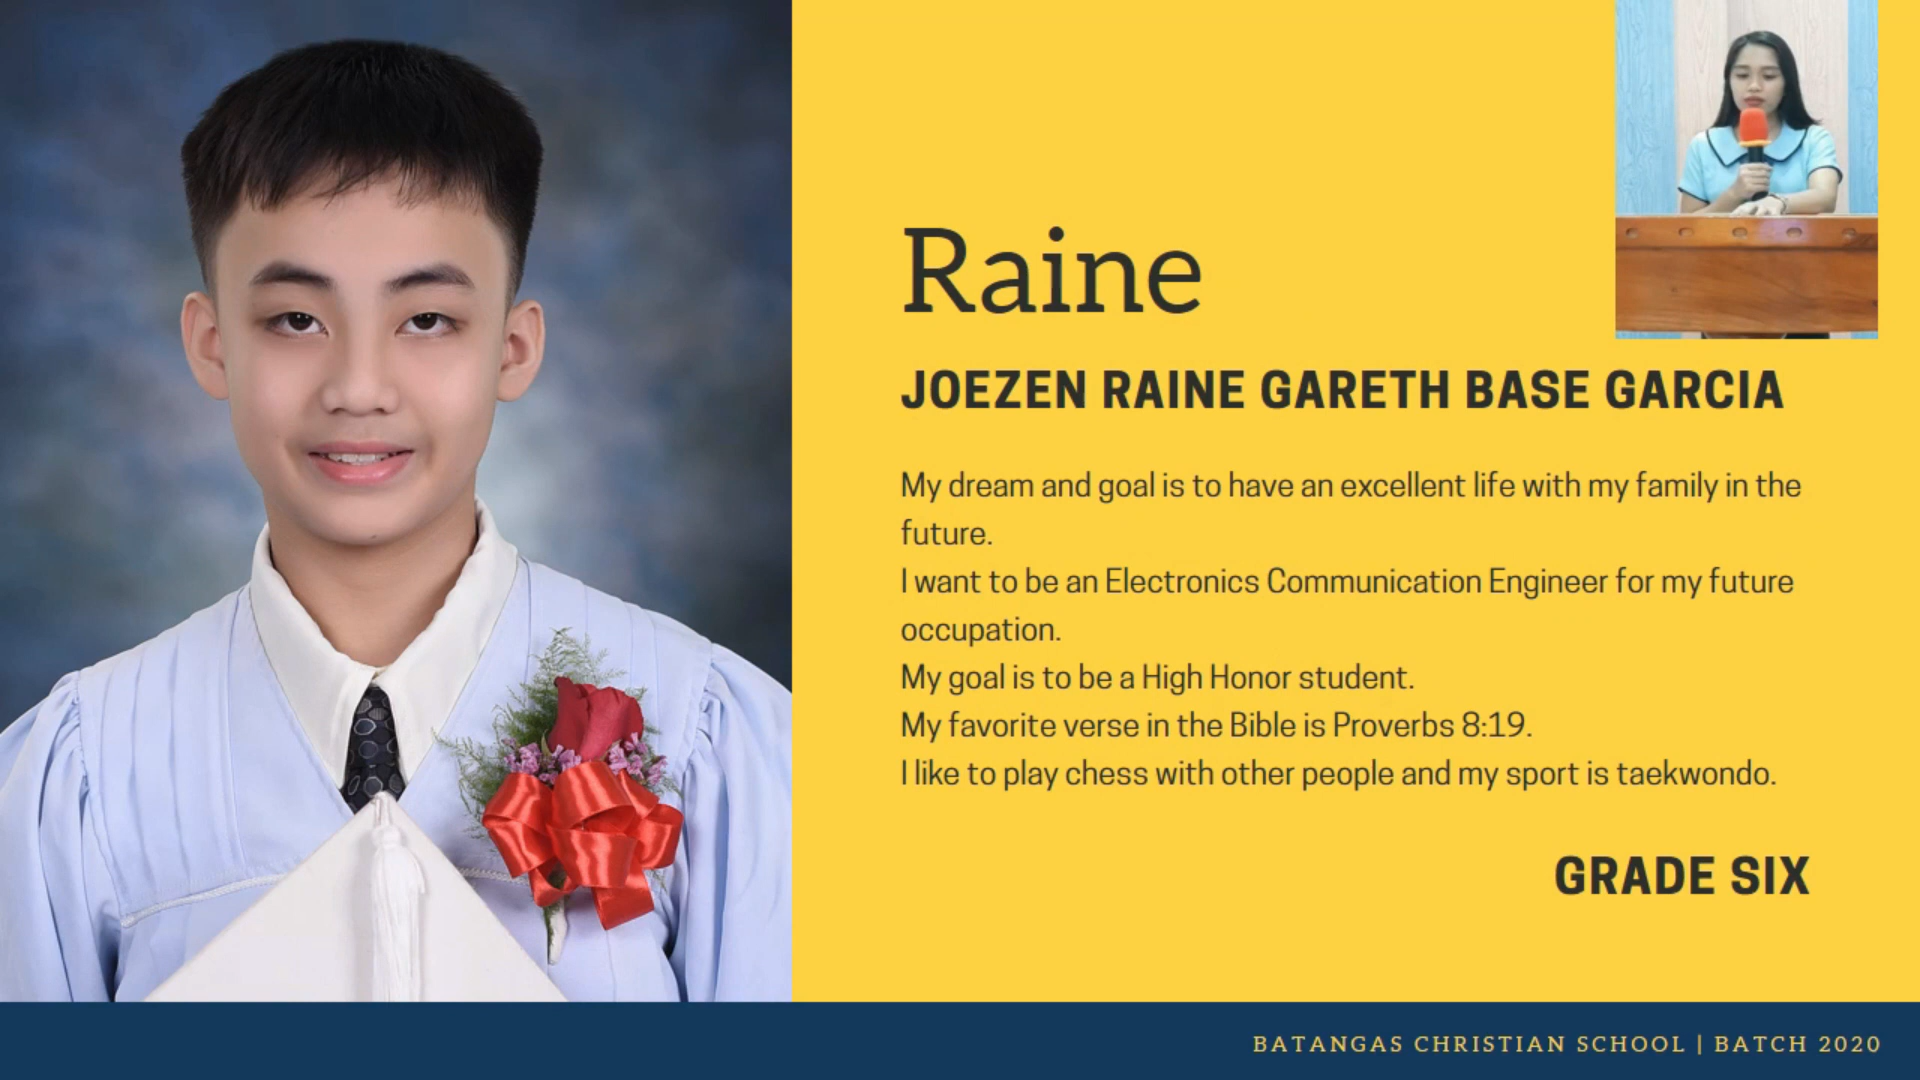 Raine
JOEZEN RAINE GARETH BASE GARCIA
My dream and goal is to have an excellent life with my family in the
future.
I want to be an Electronics Communication Engineer for my future
occupation.
My goal is to be a High Honor student.
My favorite verse in the Bible is Proverbs 8:19.
I like to play chess with other people and my sport is taekwondo.
GRADE SIX
BATANGAS CHRISTIAN SCHOOL | BATCH 2020